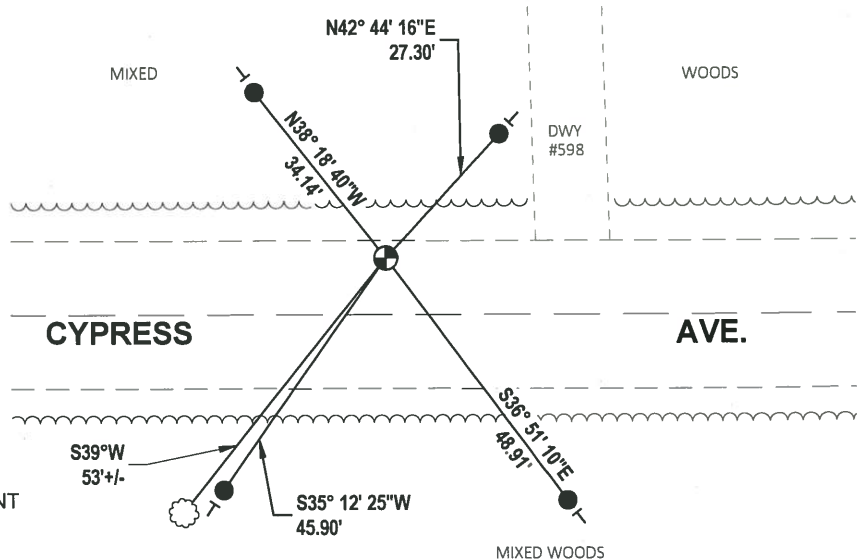 N42° 44' 16"E
27.30'
MIXED
WOODS
N38° 18' 40"W
34.14'
DWY
#598
CYPRESS
AVE.
S39°W
53'+/-
S35° 12' 25"W
45.90'
S36° 51' 10"E
48.91'
NT
MIXED WOODS